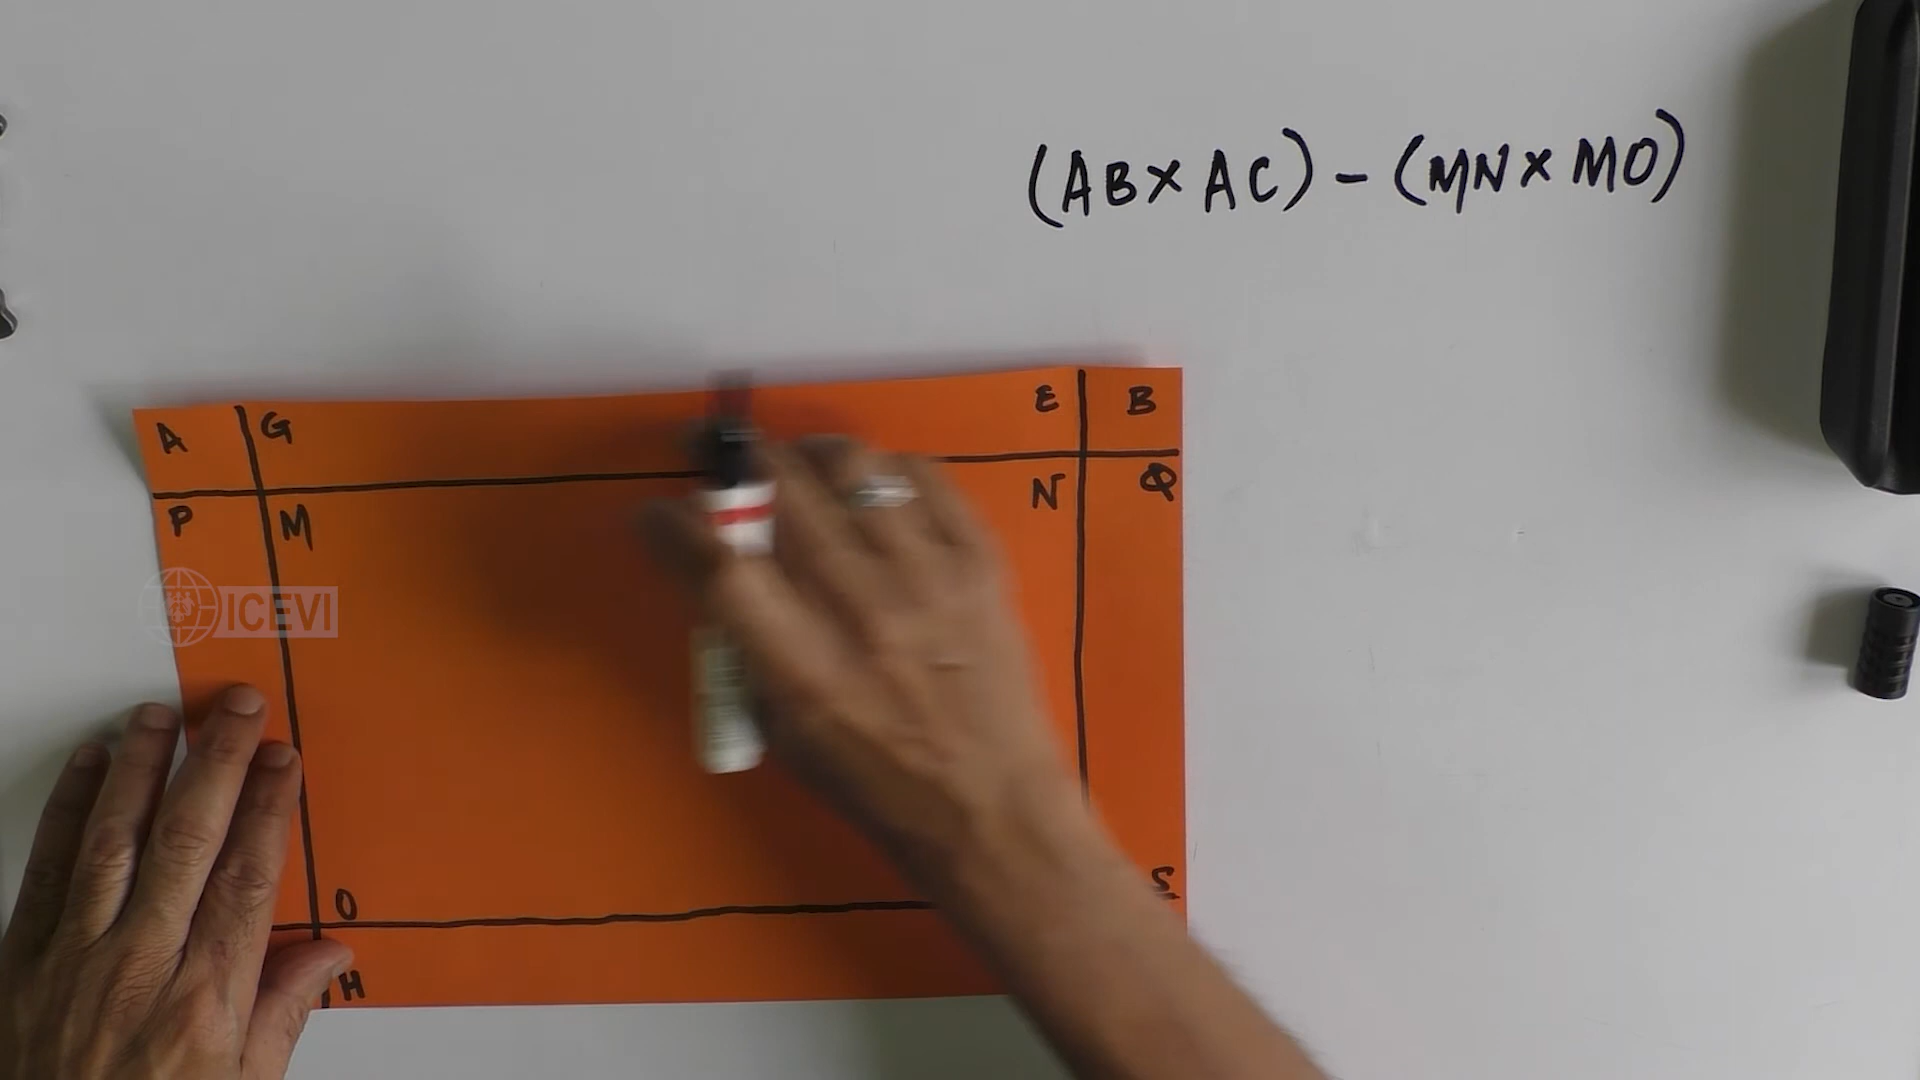 (AB×AC)-(MN×MO)
A G E B
P M N Q
ICEVI
O S
H